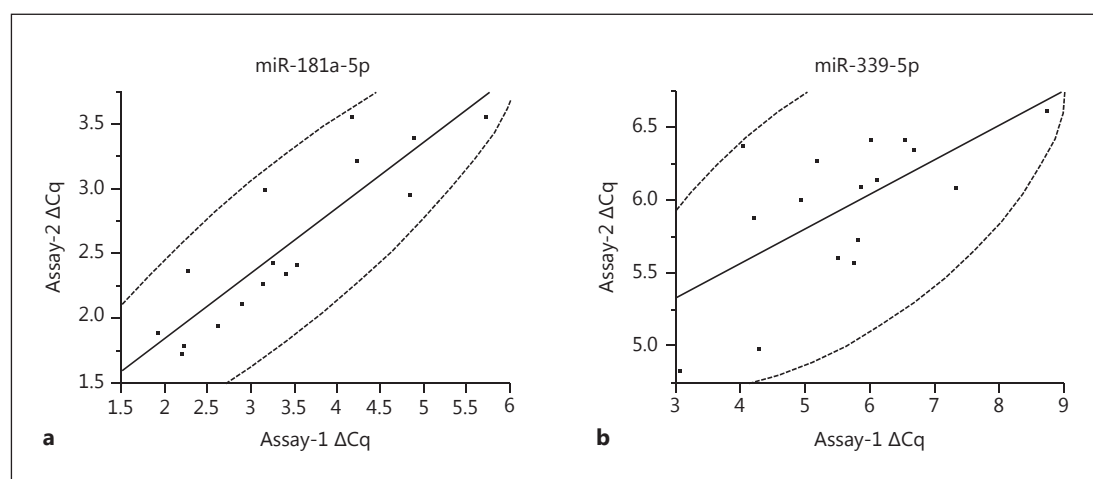 miR-181a-5p
Assay-2 ΔCq
3.5
3.0
2.5
2.0
1.5
1.5 2 2.5 3 3.5 4 4.5 5 5.5 6
Assay-1 ΔCq
a
miR-339-5p
Assay-2 ΔCq
6.5
6.0
5.5
5.0
3 4 5 6 7 8 9
Assay-1 ΔCq
b